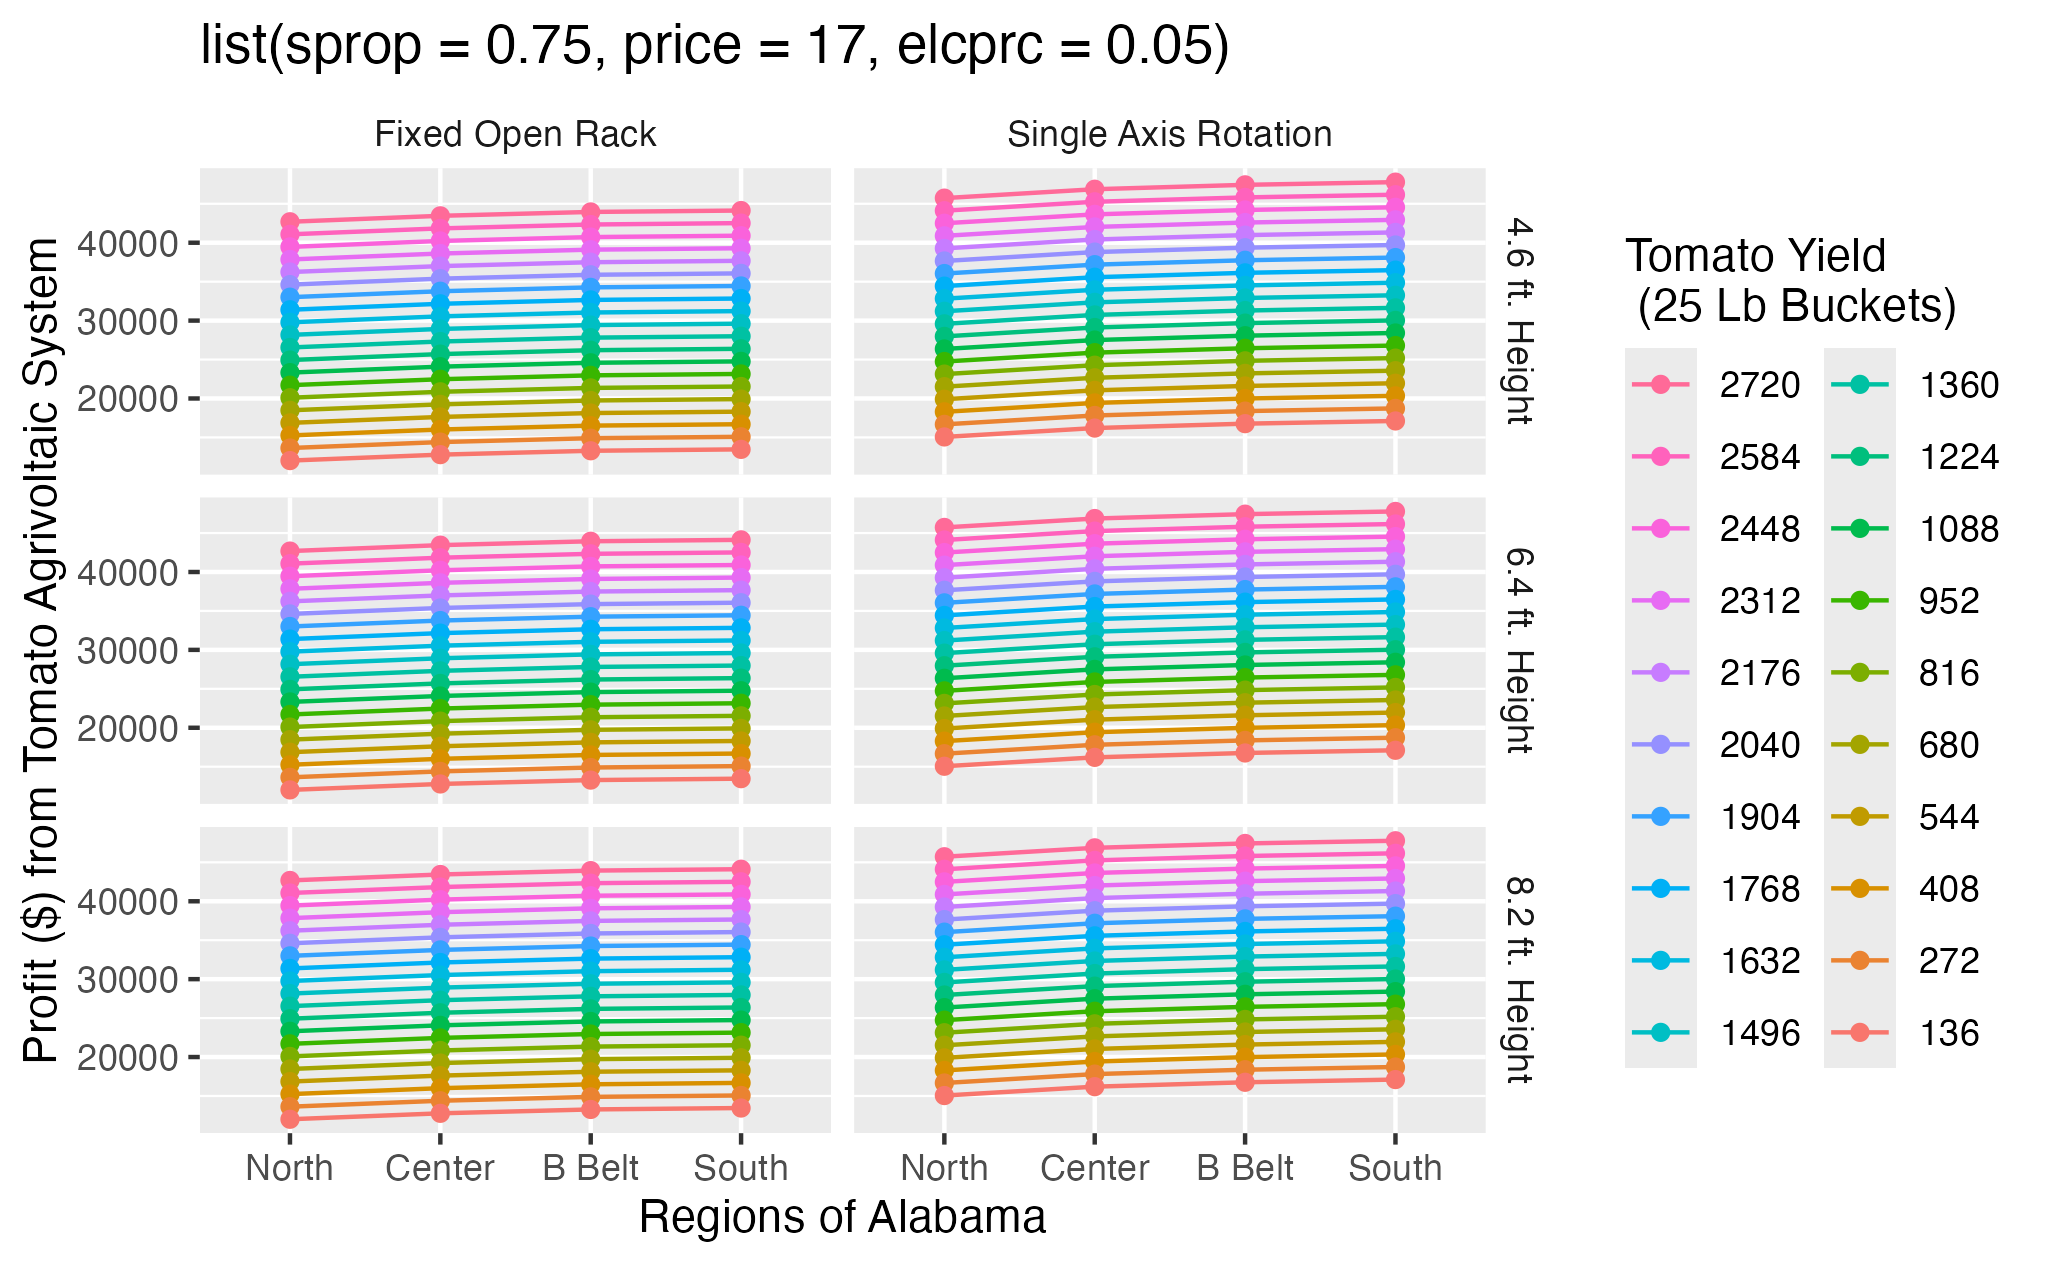 list(sprop = 0.75, price = 17, elcprc = 0.05)
Fixed Open Rack
Single Axis Rotation
Profit ($) from Tomato Agrivoltaic System
40000
30000
20000
4.6 ft. Height
40000
30000
20000
6.4 ft. Height
40000
30000
20000
8.2 ft. Height
North Center B Belt South
North Center B Belt South
Regions of Alabama
Tomato Yield
(25 Lb Buckets)
2720
2584
2448
2312
2176
2040
1904
1768
1632
1496
1360
1224
1088
952
816
680
544
408
272
136